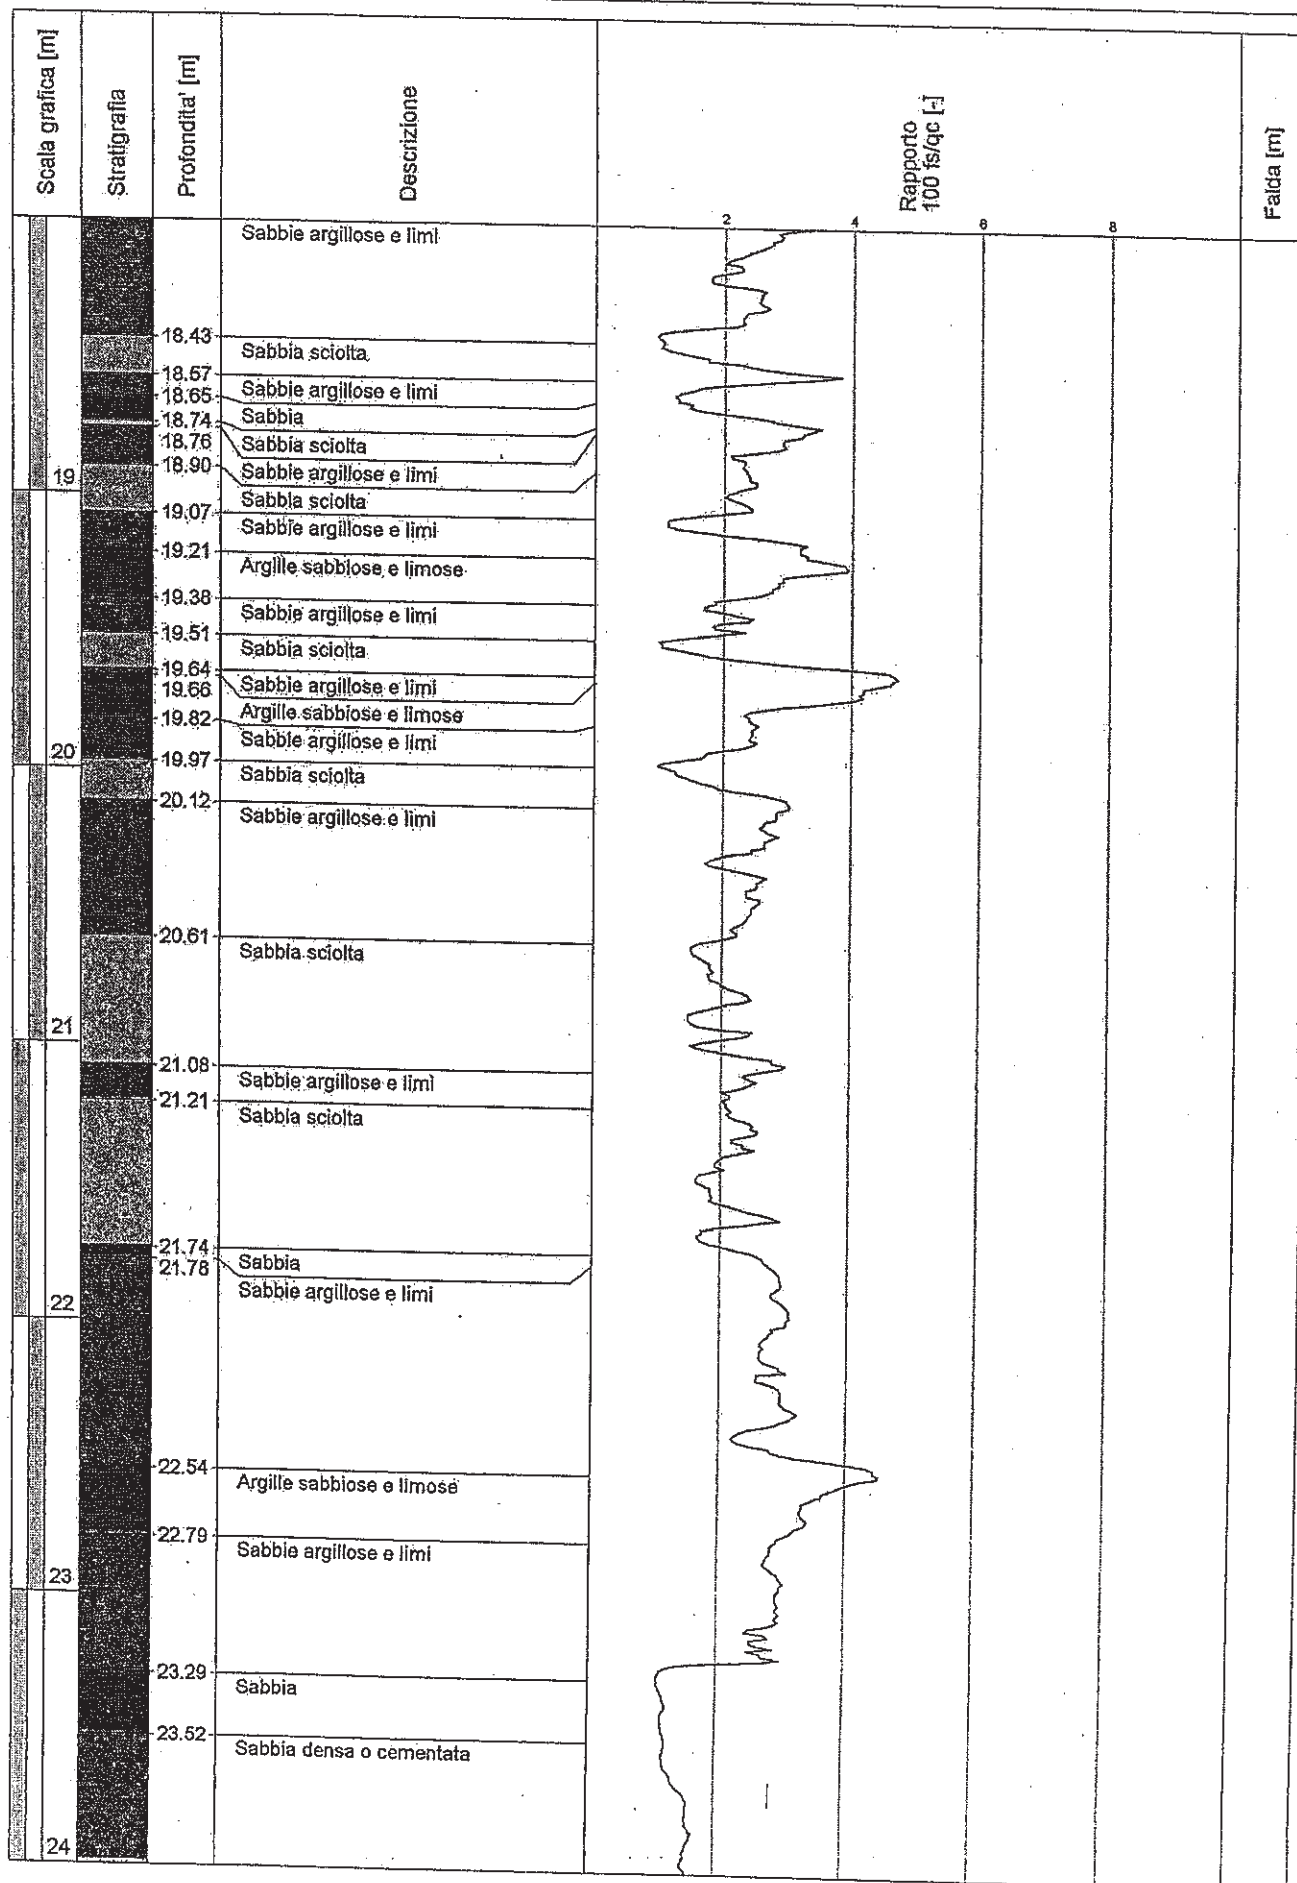 Scala grafica [m]
Stratigrafia
Profondita' [m]
Descrizione
Rapporto
100 fs/qc [-]
Falda [m]
2 4 6 8
Sabbie argillose e limi
18.43
Sabbia sciolta
18.57
Sabbie argillose e limi
18.65
Sabbia
18.74
Sabbia sciolta
18.76
Sabbie argillose e limi
18.90
Sabbia sciolta
19
19.07
Sabbie argillose e limi
19.21
Argille sabbiose e limose
19.38
Sabbie argillose e limi
19.51
Sabbia sciolta
19.64
Sabbie argillose e limi
19.66
Argille sabbiose e limose
19.82
Sabbie argillose e limi
20
19.97
Sabbia sciolta
20.12
Sabbie argillose e limi
20.61
Sabbia sciolta
21
21.08
Sabbie argillose e limi
21.21
Sabbia sciolta
21.74
Sabbia
21.78
Sabbie argillose e limi
22
22.54
Argille sabbiose e limose
22.79
Sabbie argillose e limi
23
23.29
Sabbia
23.52
Sabbia densa o cementata
24